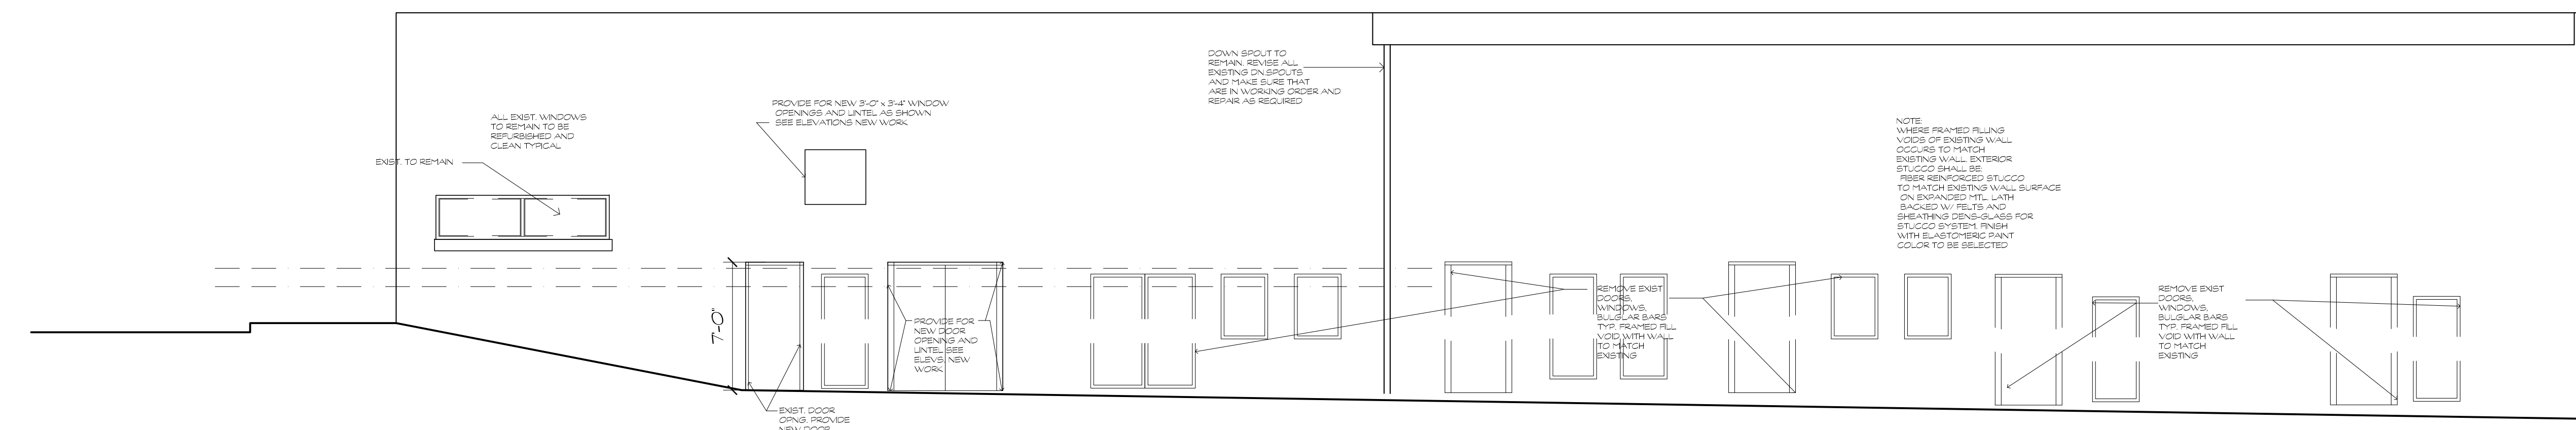 ALL EXIST. WINDOWS
TO REMAIN TO BE
REFURBISHED AND
CLEAN TYPICAL
EXIST. TO REMAIN
PROVIDE FOR NEW 3'-0" x 3'-4" WINDOW
OPENINGS AND LINTEL AS SHOWN
SEE ELEVATIONS NEW WORK
DOWN SPOUT TO
REMAIN. REVISE ALL
EXISTING DN.SPOUTS
AND MAKE SURE THAT
ARE IN WORKING ORDER AND
REPAIR AS REQUIRED
NOTE:
WHERE FRAMED FILLING
VOIDS OF EXISTING WALL
OCCURS TO MATCH
EXISTING WALL. EXTERIOR
STUCCO SHALL BE:
FIBER REINFORCED STUCCO
TO MATCH EXISTING WALL SURFACE
ON EXPANDED MTL. LATH
BACKED W/ FELTS AND
SHEATHING DENS-GLASS FOR
STUCCO SYSTEM. FINISH
WITH ELASTOMERIC PAINT
COLOR TO BE SELECTED
7'-0"
PROVIDE FOR
NEW DOOR
OPENING AND
LINTEL SEE
ELEVS. NEW
WORK
REMOVE EXIST
DOORS,
WINDOWS,
BULGLAR BARS
TYP. FRAMED FILL
VOID WITH WALL
TO MATCH
EXISTING
REMOVE EXIST
DOORS,
WINDOWS,
BULGLAR BARS
TYP. FRAMED FILL
VOID WITH WALL
TO MATCH
EXISTING
EXIST. DOOR
OPNG. PROVIDE
NEW DOOR